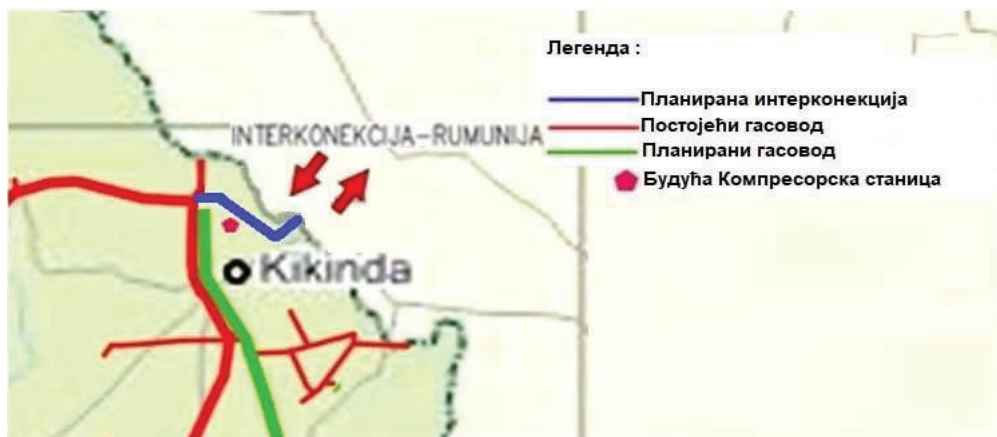 Легенда :
Планирана интерконекција
INTERKONEKCIJA-RUMUNIJA
Постојећи гасовод
Планирани гасовод
Будућа Компресорска станица
Kikinda